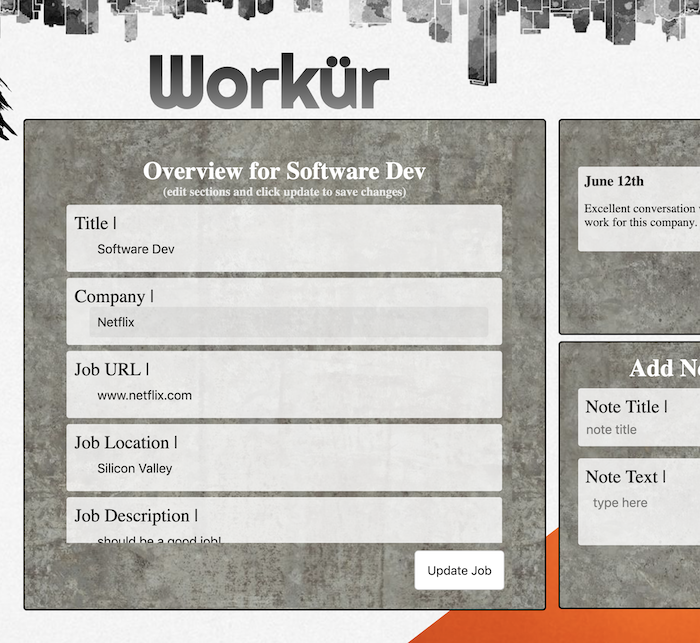 Workür
Overview for Software Dev
(edit sections and click update to save changes)
Title |
Software Dev
Company |
Netflix
Job URL |
www.netflix.com
Job Location |
Silicon Valley
Job Description |
should be a good job!
Update Job
June 12th
Excellent conversation
work for this company.
Add
Note Title |
note title
Note Text |
type here